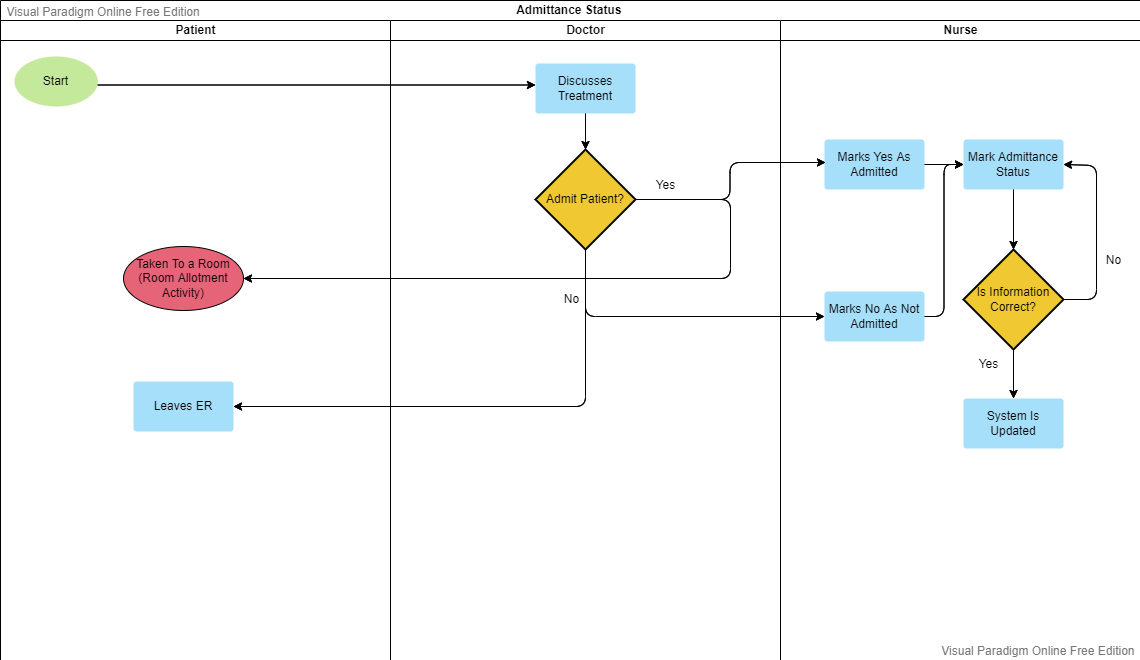 Visual Paradigm Online Free Edition
Admittance Status
Patient
Doctor
Nurse
Start
Discusses
Treatment
Admit Patient?
Yes
Marks Yes As
Admitted
Mark Admittance
Status
Taken To a Room
(Room Allotment
Activity)
No
Marks No As Not
Admitted
Is Information
Correct?
No
Yes
Leaves ER
System Is
Updated
Visual Paradigm Online Free Edition